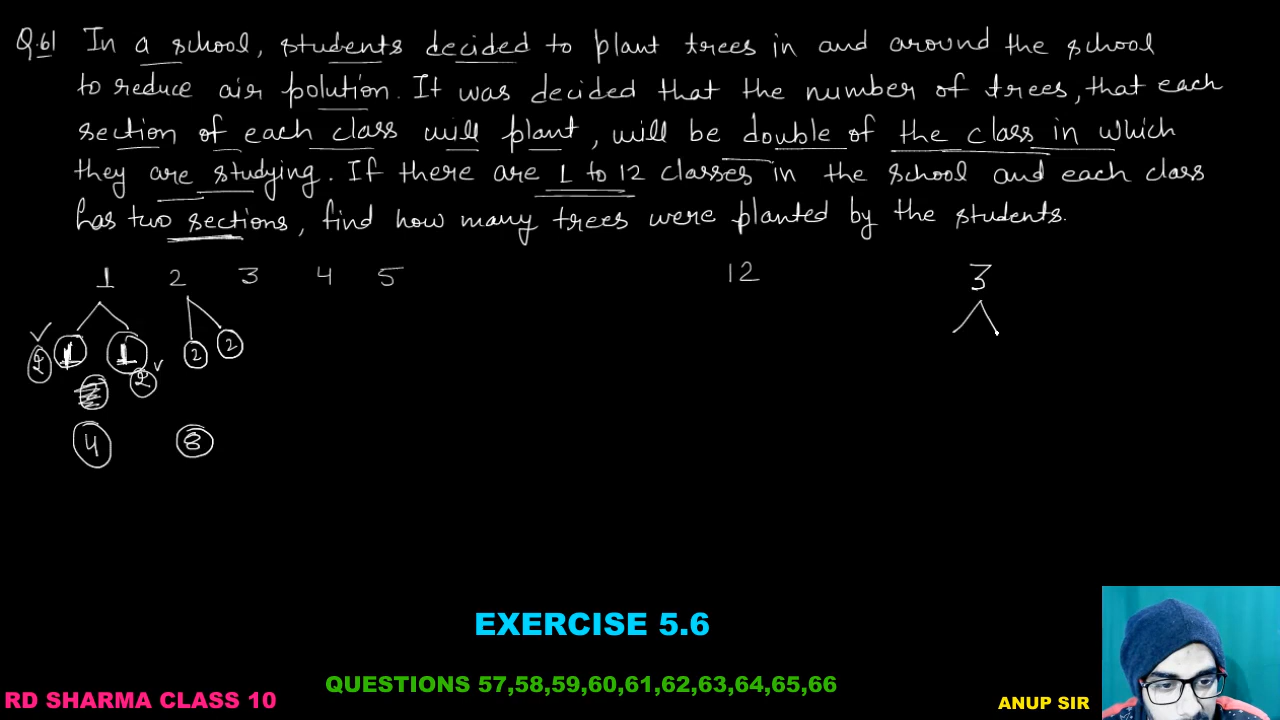 Q.61 In a school, students decided to plant trees in and around the school
to reduce air polution. It was decided that the number of trees, that each
section of each class will plant, will be double of the class in which
they are studying. If there are 1 to 12 classes in the school and each class
has two sections, find how many trees were planted by the students.
1 2 3 4 5 12 3
2 1 1 2 2 2
4 8
EXERCISE 5.6
QUESTIONS 57,58,59,60,61,62,63,64,65,66
RD SHARMA CLASS 10
ANUP SIR